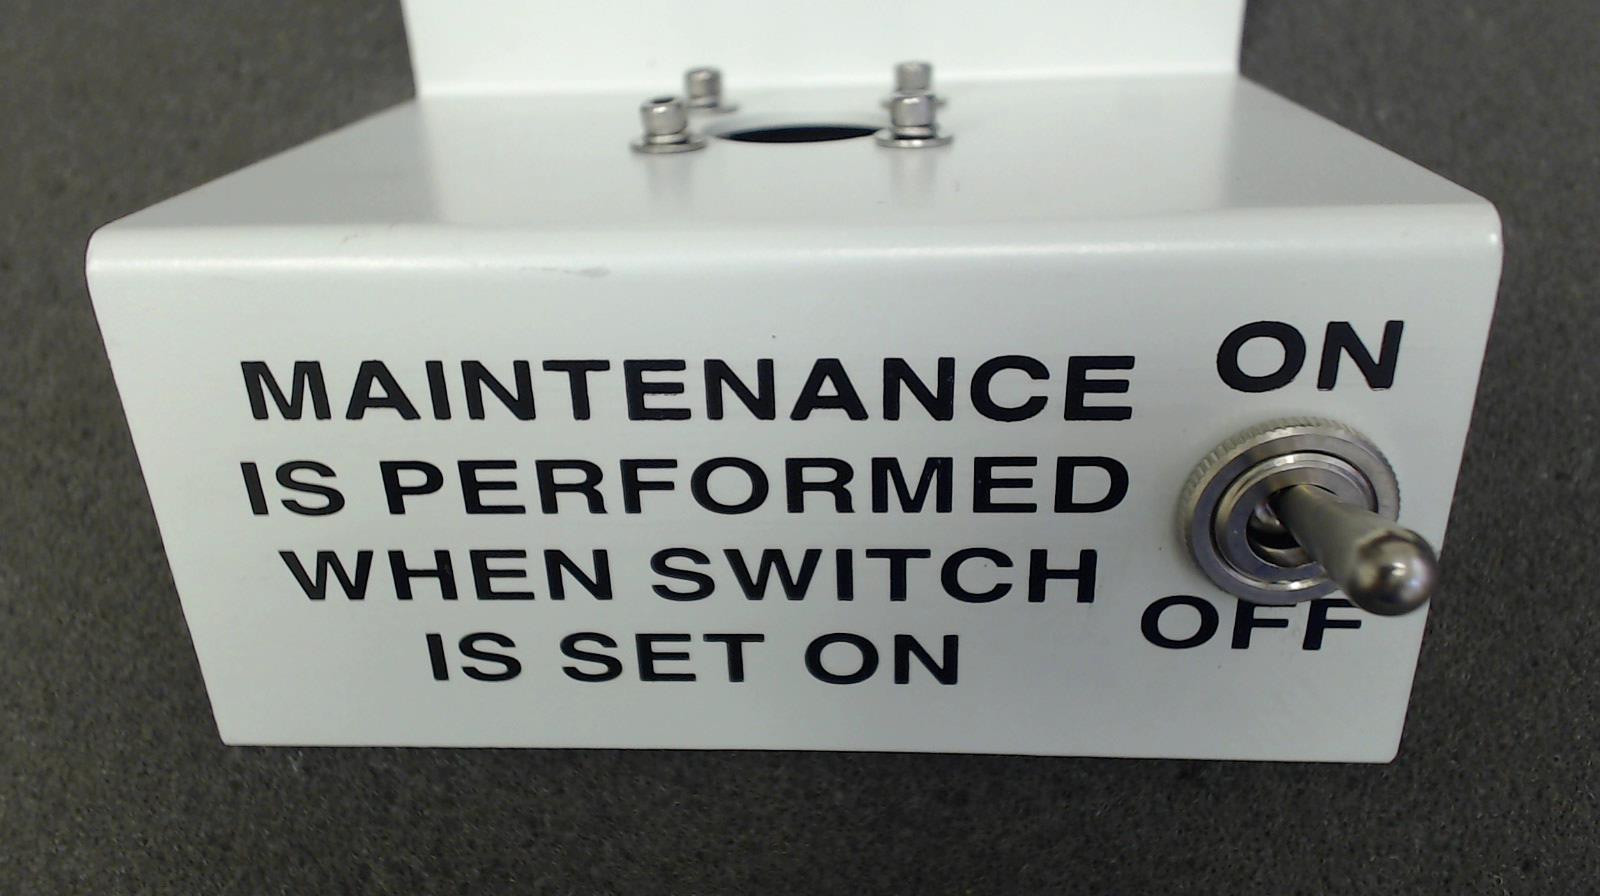 MAINTENANCE
IS PERFORMED
WHEN SWITCH
IS SET ON
ON
OFF